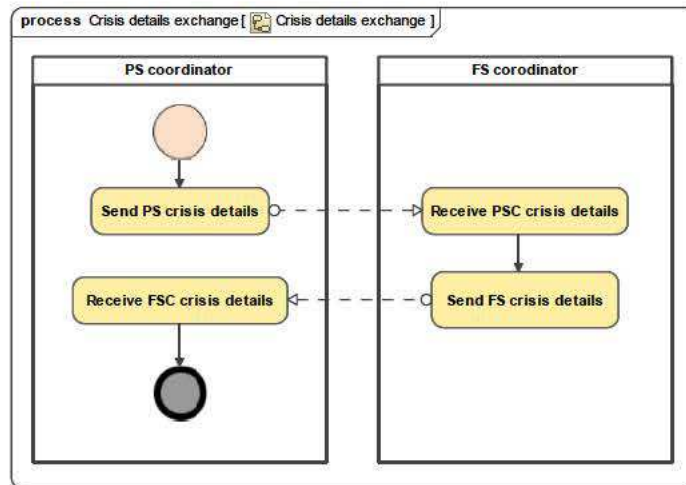 process Crisis details exchange[ Crisis details exchange ]
PS coordinator
FS corodinator
Send PS crisis details
Receive PSC crisis details
Receive FSC crisis details
Send FS crisis details